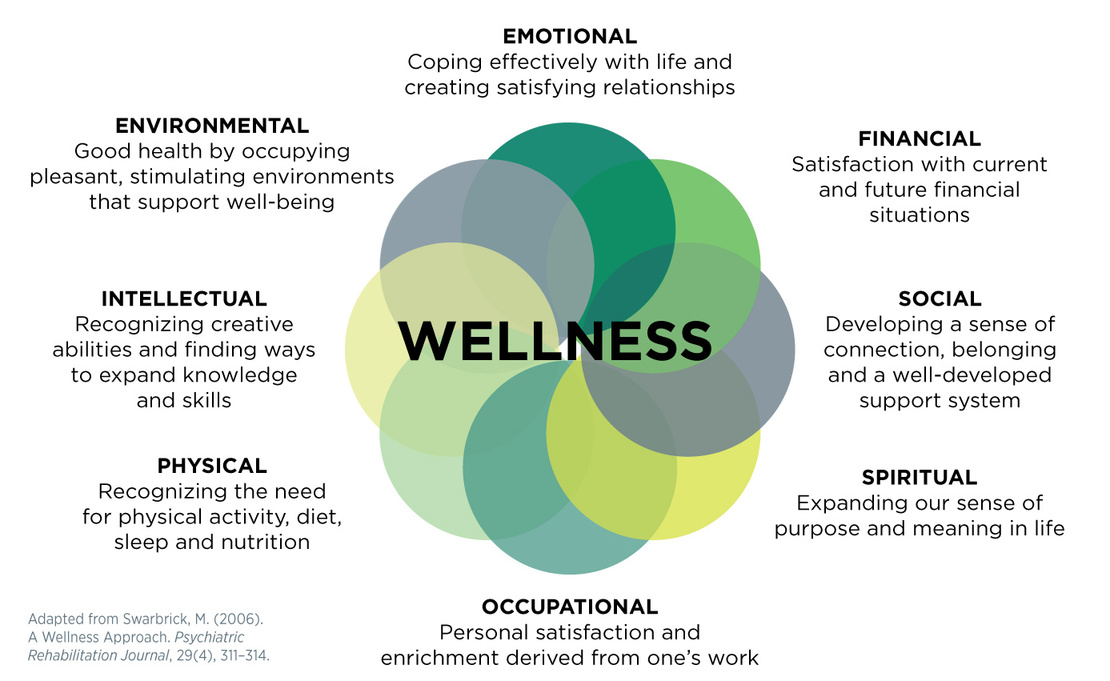 EMOTIONAL
Coping effectively with life and
creating satisfying relationships
ENVIRONMENTAL
Good health by occupying
pleasant, stimulating environments
that support well-being
FINANCIAL
Satisfaction with current
and future financial
situations
INTELLECTUAL
Recognizing creative
abilities and finding ways
to expand knowledge
and skills
WELLNESS
SOCIAL
Developing a sense of
connection, belonging
and a well-developed
support system
PHYSICAL
Recognizing the need
for physical activity, diet,
sleep and nutrition
SPIRITUAL
Expanding our sense of
purpose and meaning in life
OCCUPATIONAL
Personal satisfaction and
enrichment derived from one’s work
Adapted from Swarbrick, M. (2006).
A Wellness Approach. Psychiatric
Rehabilitation Journal, 29(4), 311–314.